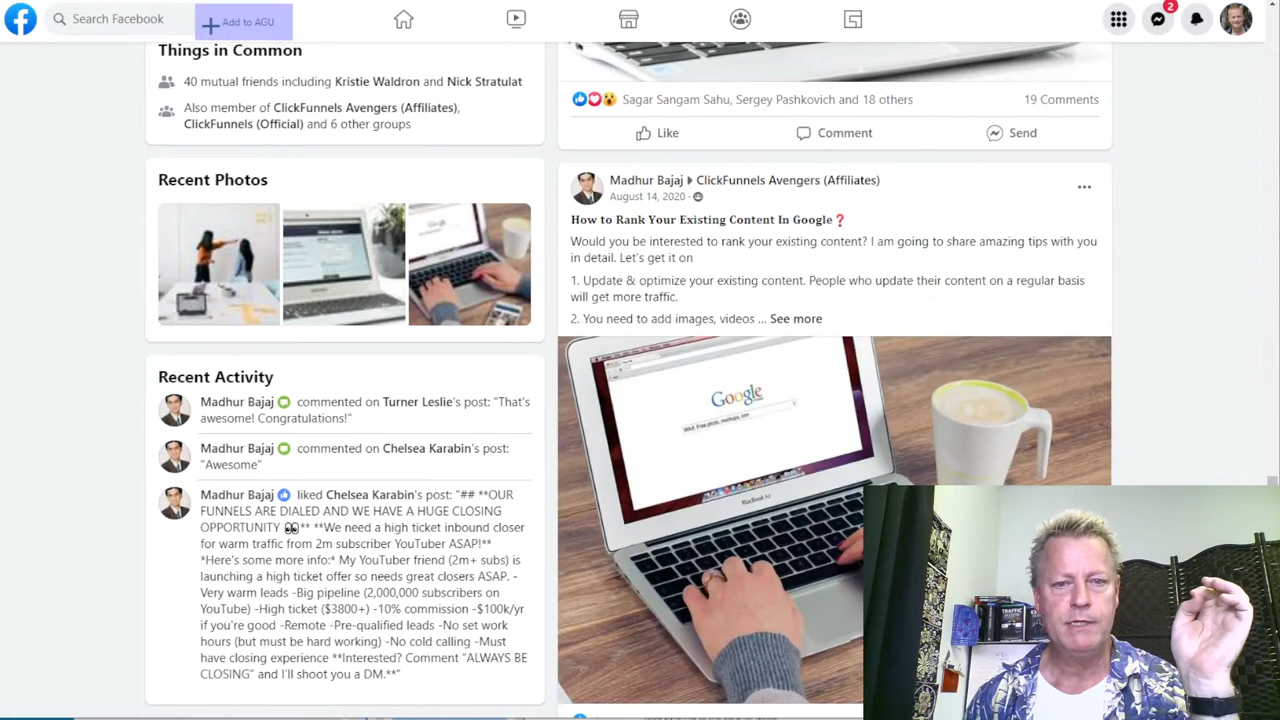 Search Facebook
Add to AGU
2
Things in Common
40 mutual friends including Kristie Waldron and Nick Stratulat
Also member of ClickFunnels Avengers (Affiliates),
ClickFunnels (Official) and 6 other groups
Recent Photos
Recent Activity
Madhur Bajaj commented on Turner Leslie's post: "That's
awesome! Congratulations!"
Madhur Bajaj commented on Chelsea Karabin's post:
"Awesome"
Madhur Bajaj liked Chelsea Karabin's post: "## **OUR
FUNNELS ARE DIALED AND WE HAVE A HUGE CLOSING
OPPORTUNITY 👀** **We need a high ticket inbound closer
for warm traffic from 2m subscriber YouTuber ASAP!**
*Here's some more info:* My YouTuber friend (2m+ subs) is
launching a high ticket offer so needs great closers ASAP. -
Very warm leads -Big pipeline (2,000,000 subscribers on
YouTube) -High ticket ($3800+) -10% commission -$100k/yr
if you're good -Remote -Pre-qualified leads -No set work
hours (but must be hard working) -No cold calling -Must
have closing experience **Interested? Comment "ALWAYS BE
CLOSING" and I'll shoot you a DM.**"
Sagar Sangam Sahu, Sergey Pashkovich and 18 others
19 Comments
Like
Comment
Send
Madhur Bajaj ▶ ClickFunnels Avengers (Affiliates)
August 14, 2020 ·
How to Rank Your Existing Content In Google❓
Would you be interested to rank your existing content? I am going to share amazing tips with you
in detail. Let's get it on
1. Update & optimize your existing content. People who update their content on a regular basis
will get more traffic.
2. You need to add images, videos ... See more
Google
MacBook Air
TRAFFIC